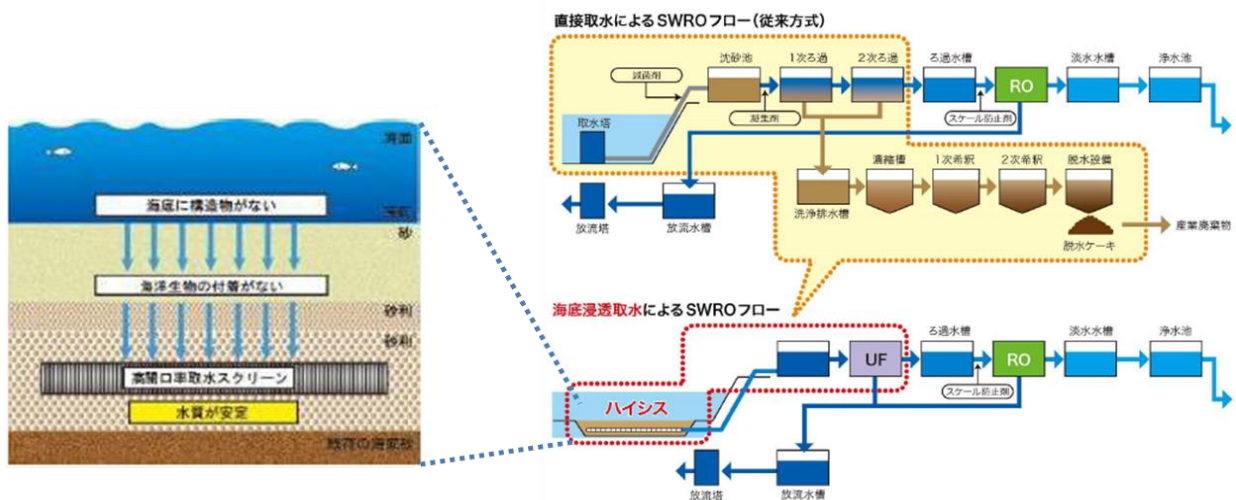 海面
海底に構造物がない
海底
砂
海洋生物の付着がない
砂利
砂利
高開口率取水スクリーン
水質が安定
既存の海底砂
直接取水によるSWROフロー(従来方式)
滅菌剤
沈砂池
1次ろ過
2次ろ過
ろ過水槽
RO
淡水水槽
浄水池
取水塔
凝集剤
スケール防止剤
濃縮槽
1次希釈
2次希釈
脱水設備
洗浄排水槽
放流塔
放流水槽
産業廃棄物
脱水ケーキ
海底浸透取水によるSWROフロー
ろ過水槽
淡水水槽
浄水池
UF
RO
スケール防止剤
ハイシス
放流塔
放流水槽